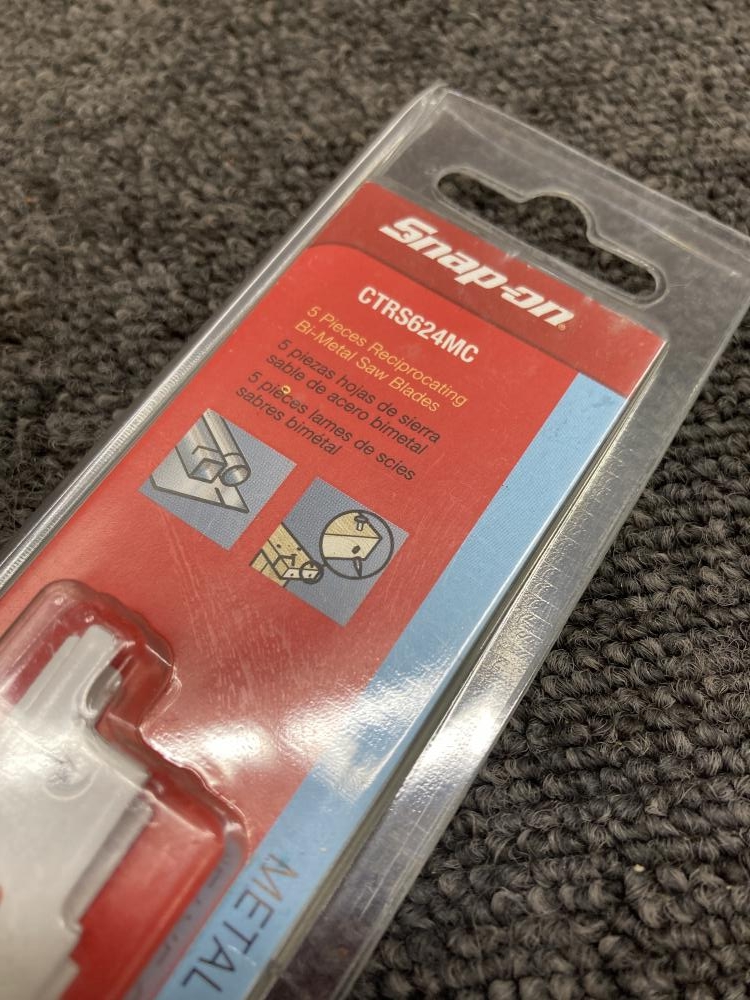 Snap-on®
CTRS624MC
5 Pieces Reciprocating
Bi-Metal Saw Blades
5 piezas hojas de sierra
sable de acero bimetal
5 pièces lames de scies
sabres bimétal
METAL